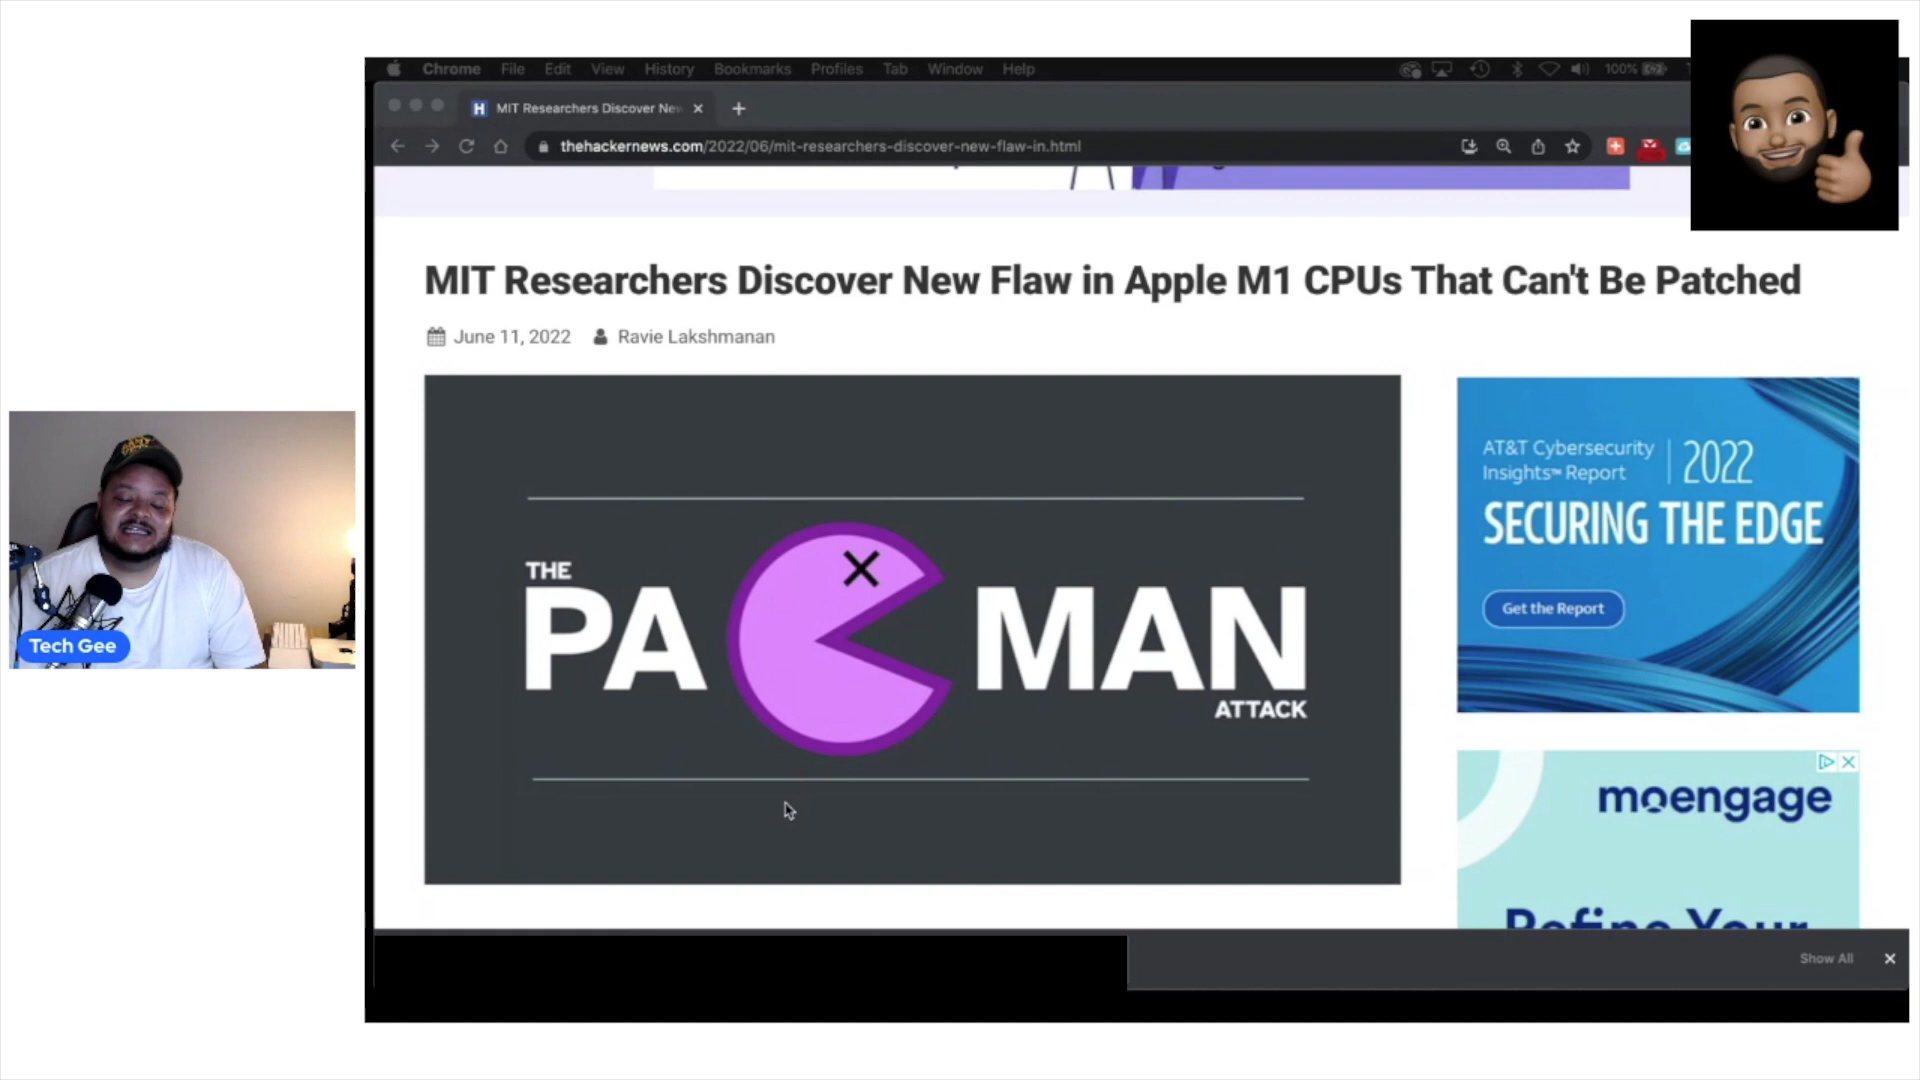 Chrome File Edit View History Bookmarks Profiles Tab Window Help
100%
MIT Researchers Discover New
thehackernews.com/2022/06/mit-researchers-discover-new-flaw-in.html
MIT Researchers Discover New Flaw in Apple M1 CPUs That Can't Be Patched
June 11, 2022 Ravie Lakshmanan
THE
PA MAN
ATTACK
AT&T Cybersecurity
Insights™ Report
2022
SECURING THE EDGE
Get the Report
moengage
Refine Your
Show All
Tech Gee